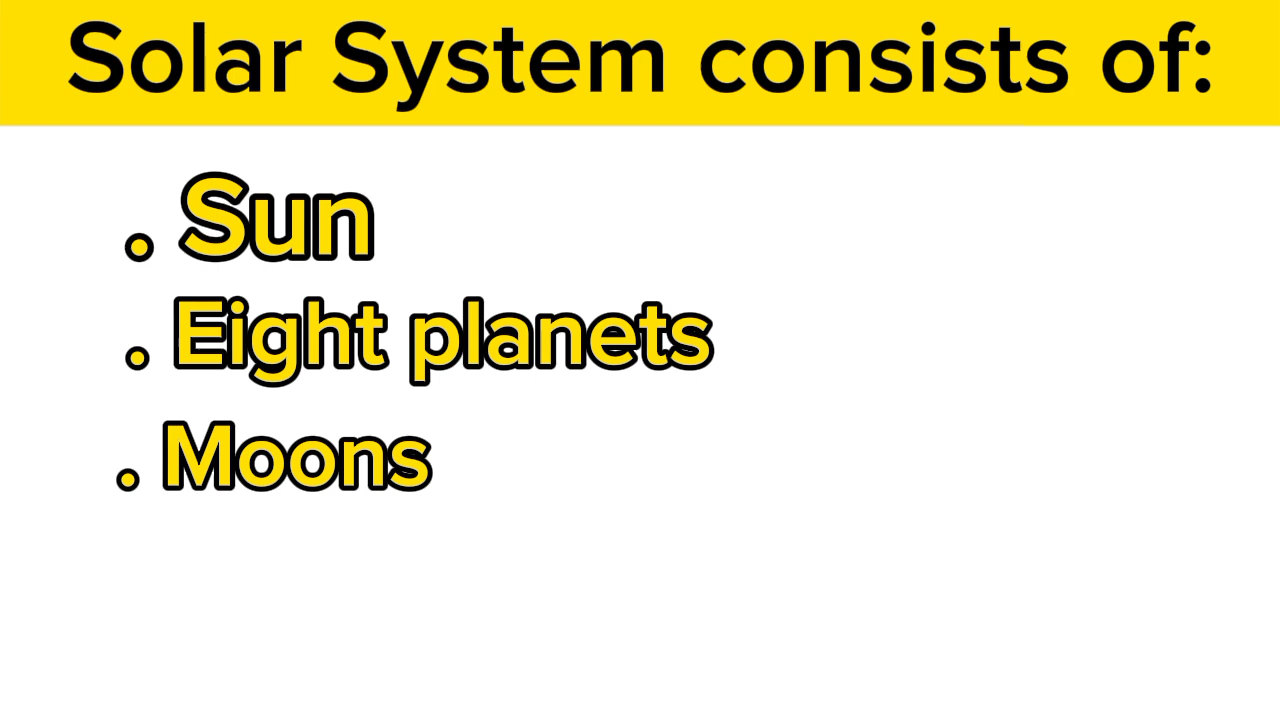 Solar System consists of:
. Sun
. Eight planets
. Moons